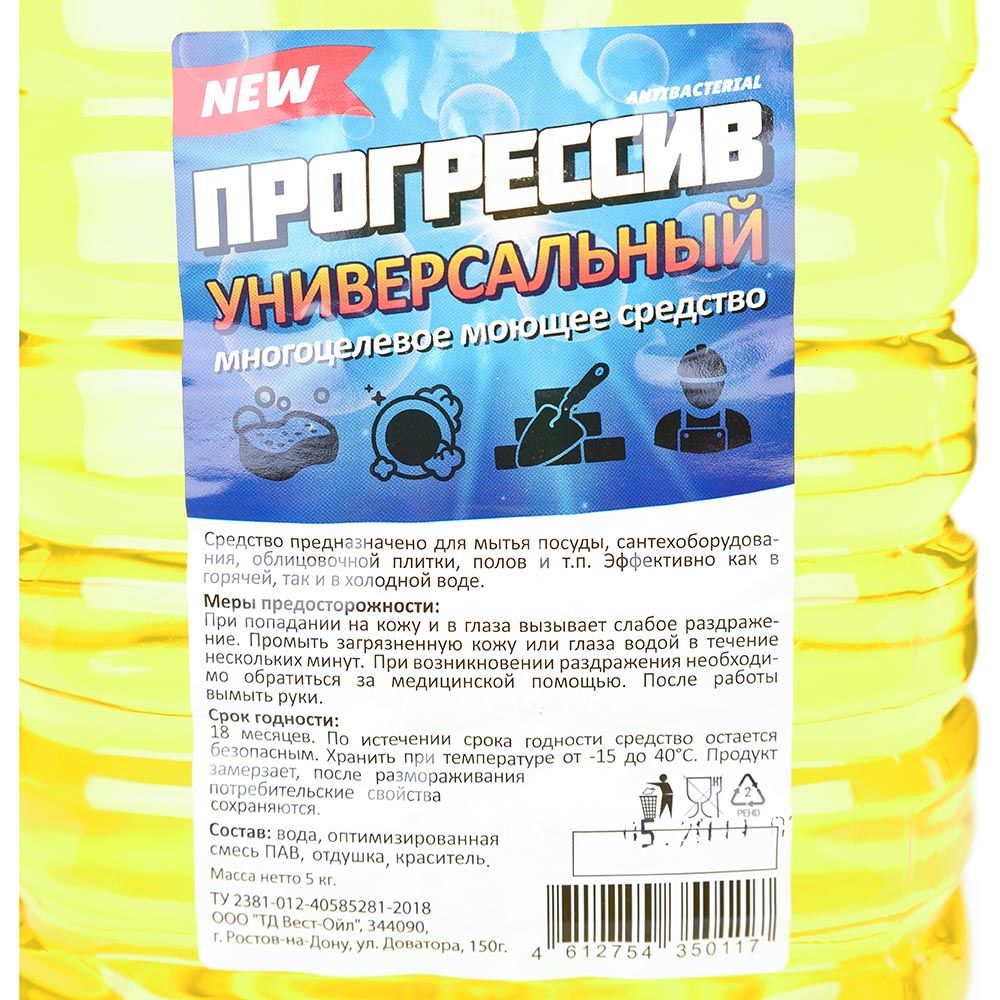 NEW
ANTIBACTERIAL
ПРОГРЕССИВ
УНИВЕРСАЛЬНЫЙ
многоцелевое моющее средство
Средство предназначено для мытья посуды, сантехоборудова-
ния, облицовочной плитки, полов и т.п. Эффективно как в
горячей, так и в холодной воде.
Меры предосторожности:
При попадании на кожу и в глаза вызывает слабое раздраже-
ние. Промыть загрязненную кожу или глаза водой в течение
нескольких минут. При возникновении раздражения необходи-
мо обратиться за медицинской помощью. После работы
вымыть руки.
Срок годности:
18 месяцев. По истечении срока годности средство остается
безопасным. Хранить при температуре от -15 до 40°С. Продукт
замерзает, после размораживания
потребительские свойства
сохраняются.
Состав: вода, оптимизированная
смесь ПАВ, отдушка, краситель.
Масса нетто 5 кг.
ТУ 2381-012-40585281-2018
ООО "ТД Вест-Ойл", 344090,
г. Ростов-на-Дону, ул. Доватора, 150г.
2
PEHD
4 612754 350117